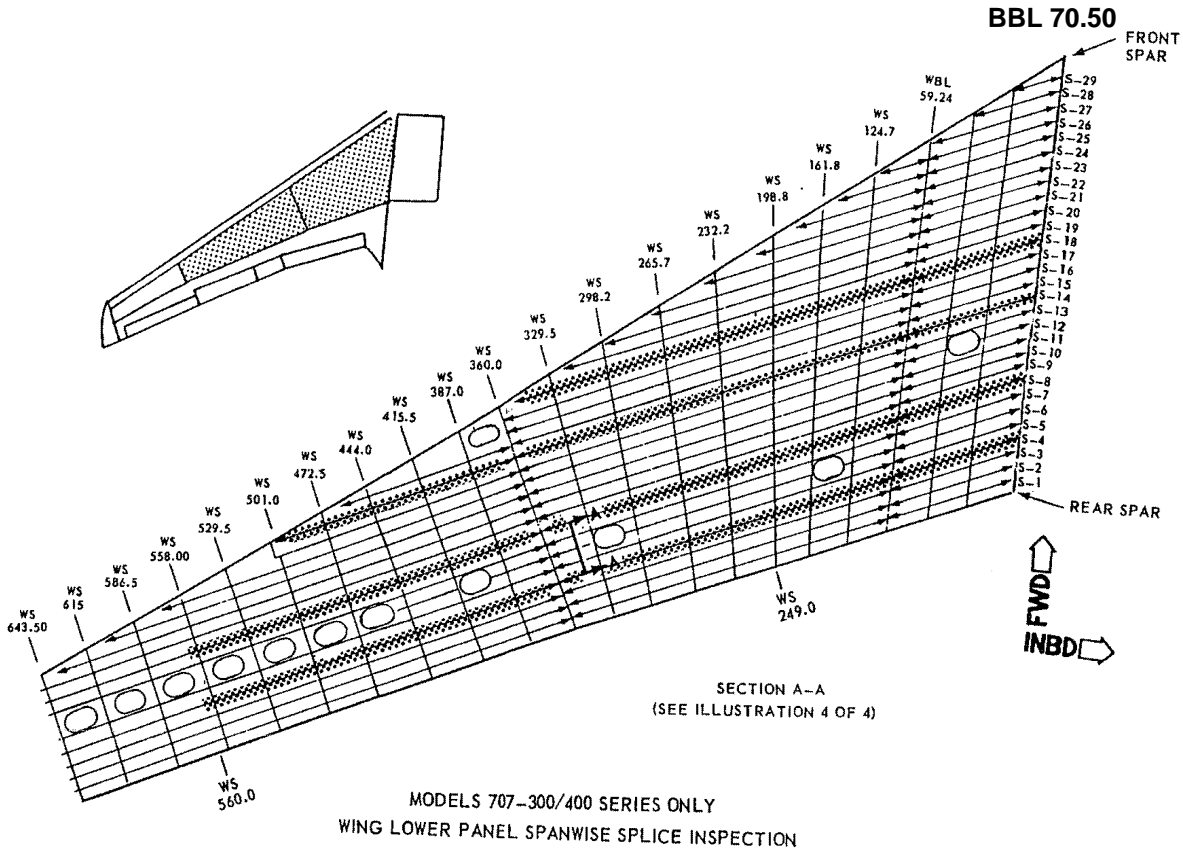 BBL 70.50
FRONT
SPAR
WBL
59.24
WS
124.7
WS
161.8
WS
198.8
WS
232.2
WS
265.7
WS
298.2
WS
329.5
WS
360.0
WS
387.0
WS
415.5
WS
444.0
WS
472.5
WS
501.0
WS
529.5
WS
558.00
WS
586.5
WS
615
WS
643.50
S-29
S-28
S-27
S-26
S-25
S-24
S-23
S-22
S-21
S-20
S-19
S-18
S-17
S-16
S-15
S-14
S-13
S-12
S-11
S-10
S-9
S-8
S-7
S-6
S-5
S-4
S-3
S-2
S-1
REAR SPAR
A
A
WS
249.0
WS
560.0
FWD
INBD
SECTION A-A
(SEE ILLUSTRATION 4 OF 4)
MODELS 707-300/400 SERIES ONLY
WING LOWER PANEL SPANWISE SPLICE INSPECTION